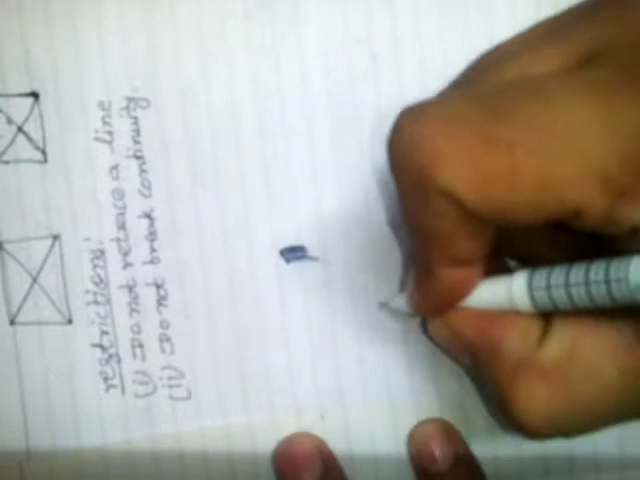 restrictions:
(i) Do not retrace a line
(ii) Do not break continuity.